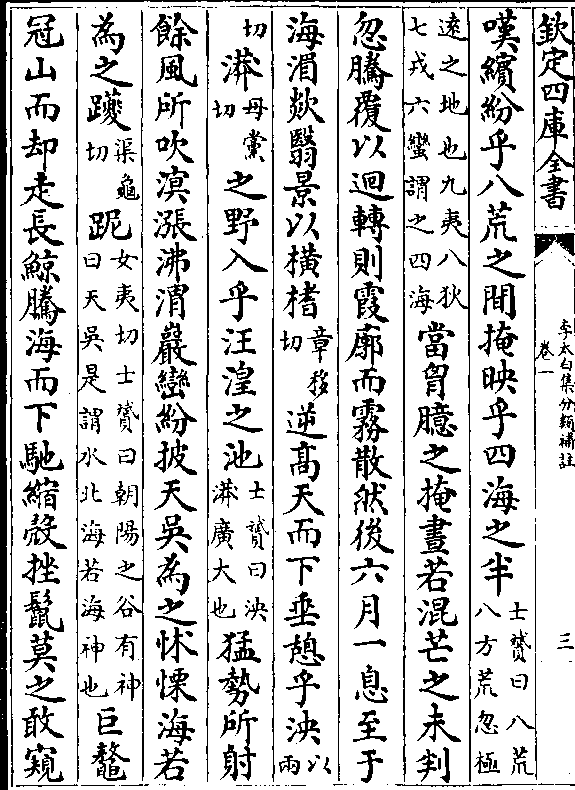 欽定四庫全書
李太白集分類補註
卷一
三
嘆繽紛乎八荒之間掩映乎四海之半士贇曰八荒八方荒忽極
遠之地也九夷八狄七戎六蠻謂之四海當胷臆之掩晝若混芒之未判
忽騰覆以迴轉則霞廓而霧散然後六月一息至于
海湄欻翳景以横㨋章移切逆髙天而下垂憩乎泱以兩
切漭母黨切之野入乎汪湟之池士贇曰泱漭廣大也猛勢所射
餘風所吹溟漲沸渭巖巒紛披天吳為之怵慄海若
為之躨渠龜切跜女夷切士贇曰朝陽之谷有神曰天吳是謂水北海若海神也巨鼇
冠山而却走長鯨騰海而下馳縮殻挫鬛莫之敢窺